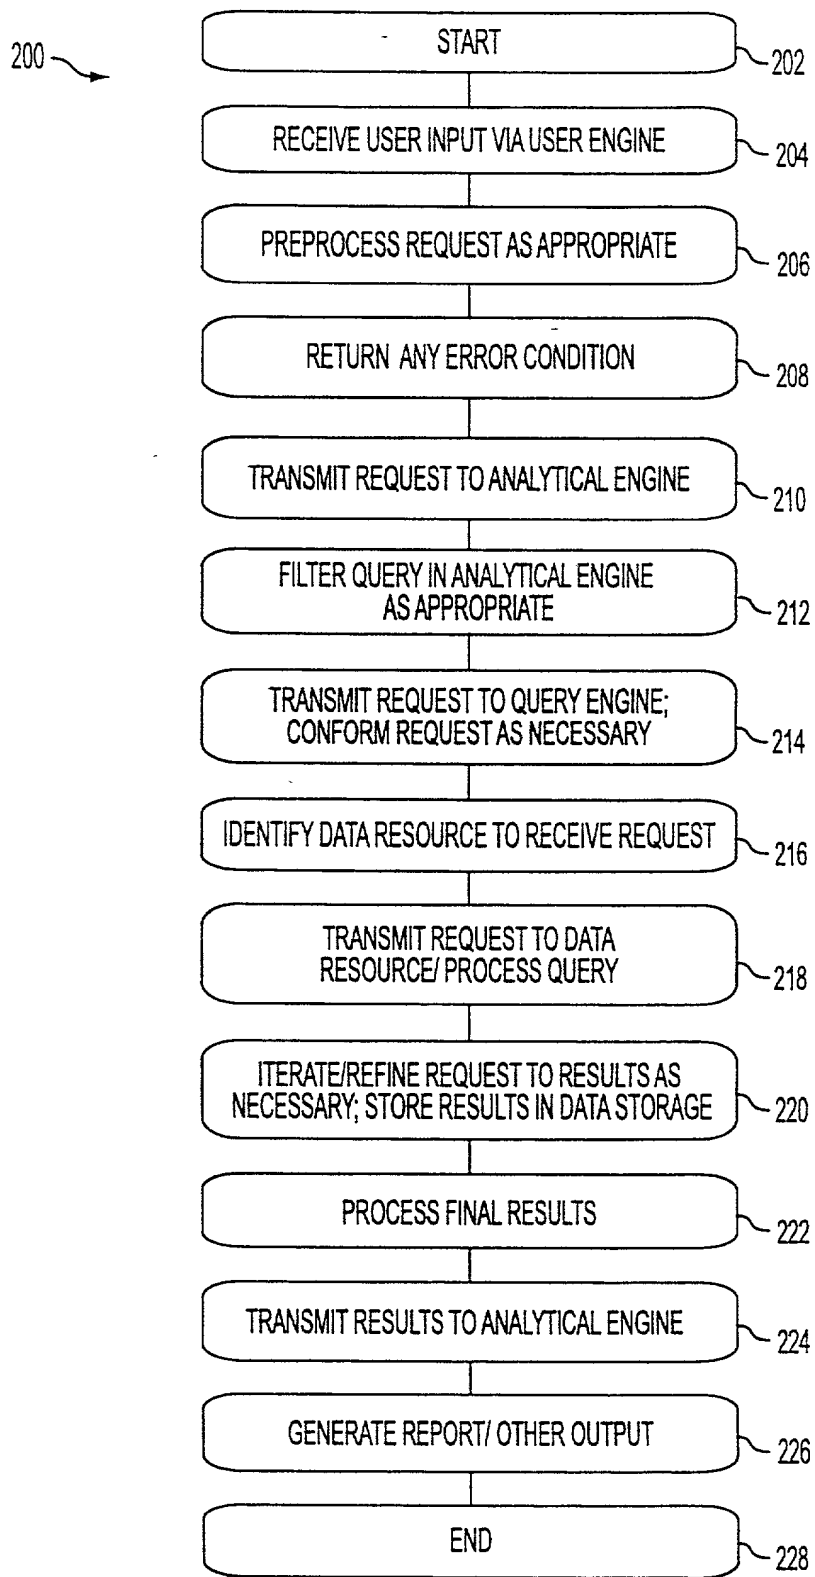 200
START
202
RECEIVE USER INPUT VIA USER ENGINE
204
PREPROCESS REQUEST AS APPROPRIATE
206
RETURN ANY ERROR CONDITION
208
TRANSMIT REQUEST TO ANALYTICAL ENGINE
210
FILTER QUERY IN ANALYTICAL ENGINE
AS APPROPRIATE
212
TRANSMIT REQUEST TO QUERY ENGINE;
CONFORM REQUEST AS NECESSARY
214
IDENTIFY DATA RESOURCE TO RECEIVE REQUEST
216
TRANSMIT REQUEST TO DATA
RESOURCE/ PROCESS QUERY
218
ITERATE/REFINE REQUEST TO RESULTS AS
NECESSARY; STORE RESULTS IN DATA STORAGE
220
PROCESS FINAL RESULTS
222
TRANSMIT RESULTS TO ANALYTICAL ENGINE
224
GENERATE REPORT/ OTHER OUTPUT
226
END
228